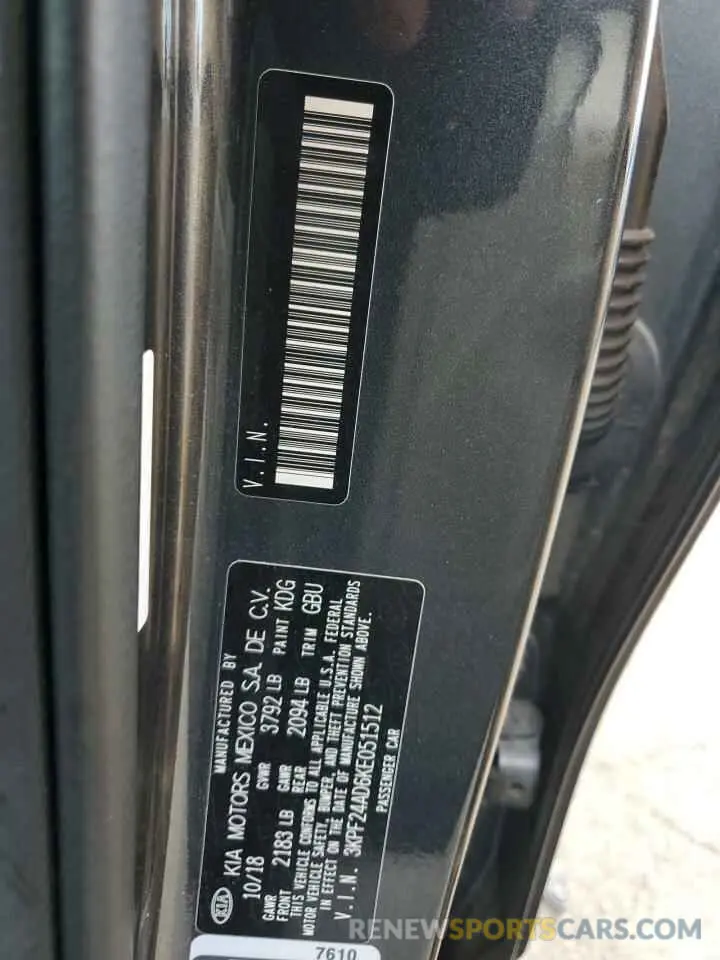 V.I.N.
MANUFACTURED BY
KIA KIA MOTORS MEXICO S.A. DE C.V.
10/18 GVWR 3792 LB PAINT KDG
GAWR FRONT 2183 LB GAWR REAR 2094 LB TRIM GBU
THIS VEHICLE CONFORMS TO ALL APPLICABLE U.S.A. FEDERAL
MOTOR VEHICLE SAFETY, BUMPER, AND THEFT PREVENTION STANDARDS
IN EFFECT ON THE DATE OF MANUFACTURE SHOWN ABOVE.
V.I.N. 3KPF24AD6KE051512
PASSENGER CAR
7610
RENEWSPORTSCARS.COM